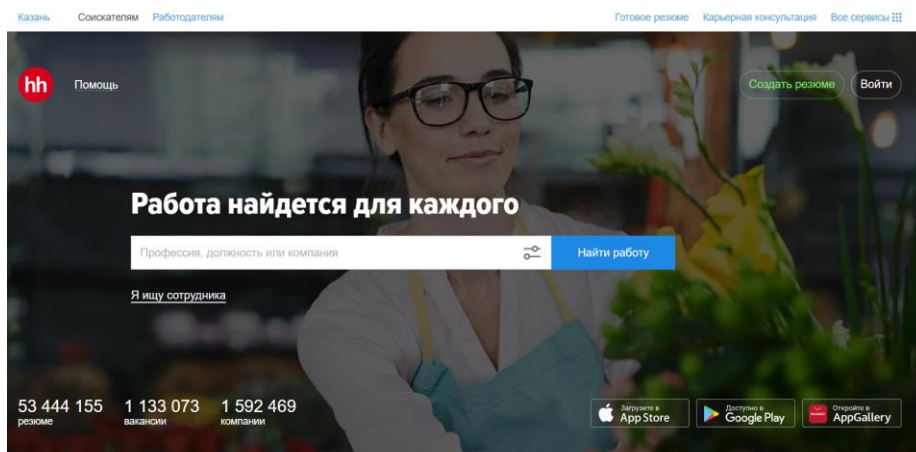 Казань Соискателям Работодателям Готовое резюме Карьерная консультация Все сервисы
hh Помощь Создать резюме Войти
Работа найдется для каждого
Профессия, должность или компания Найти работу
Я ищу сотрудника
53 444 155 1 133 073 1 592 469
резюме вакансии компании
Загрузите в
App Store
Доступно в
Google Play
Откройте в
AppGallery